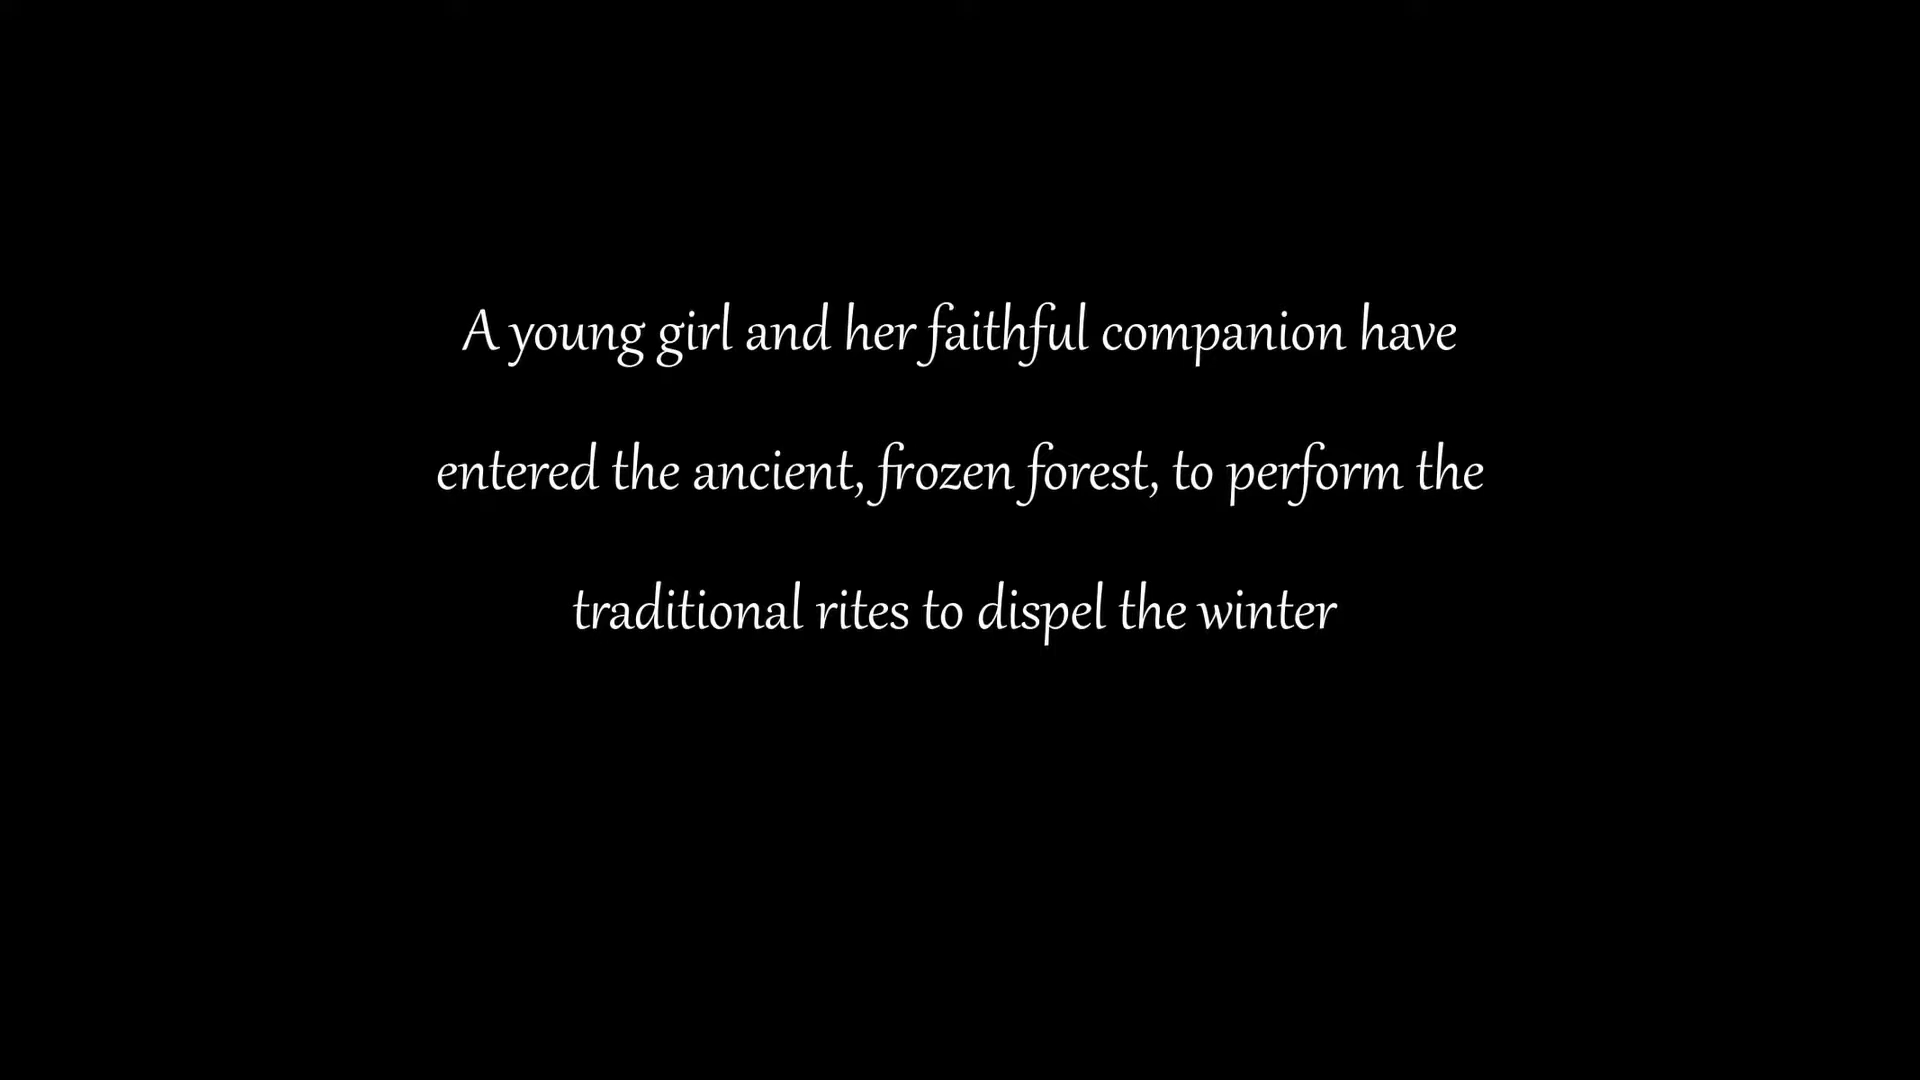 A young girl and her faithful companion have
entered the ancient, frozen forest, to perform the
traditional rites to dispel the winter